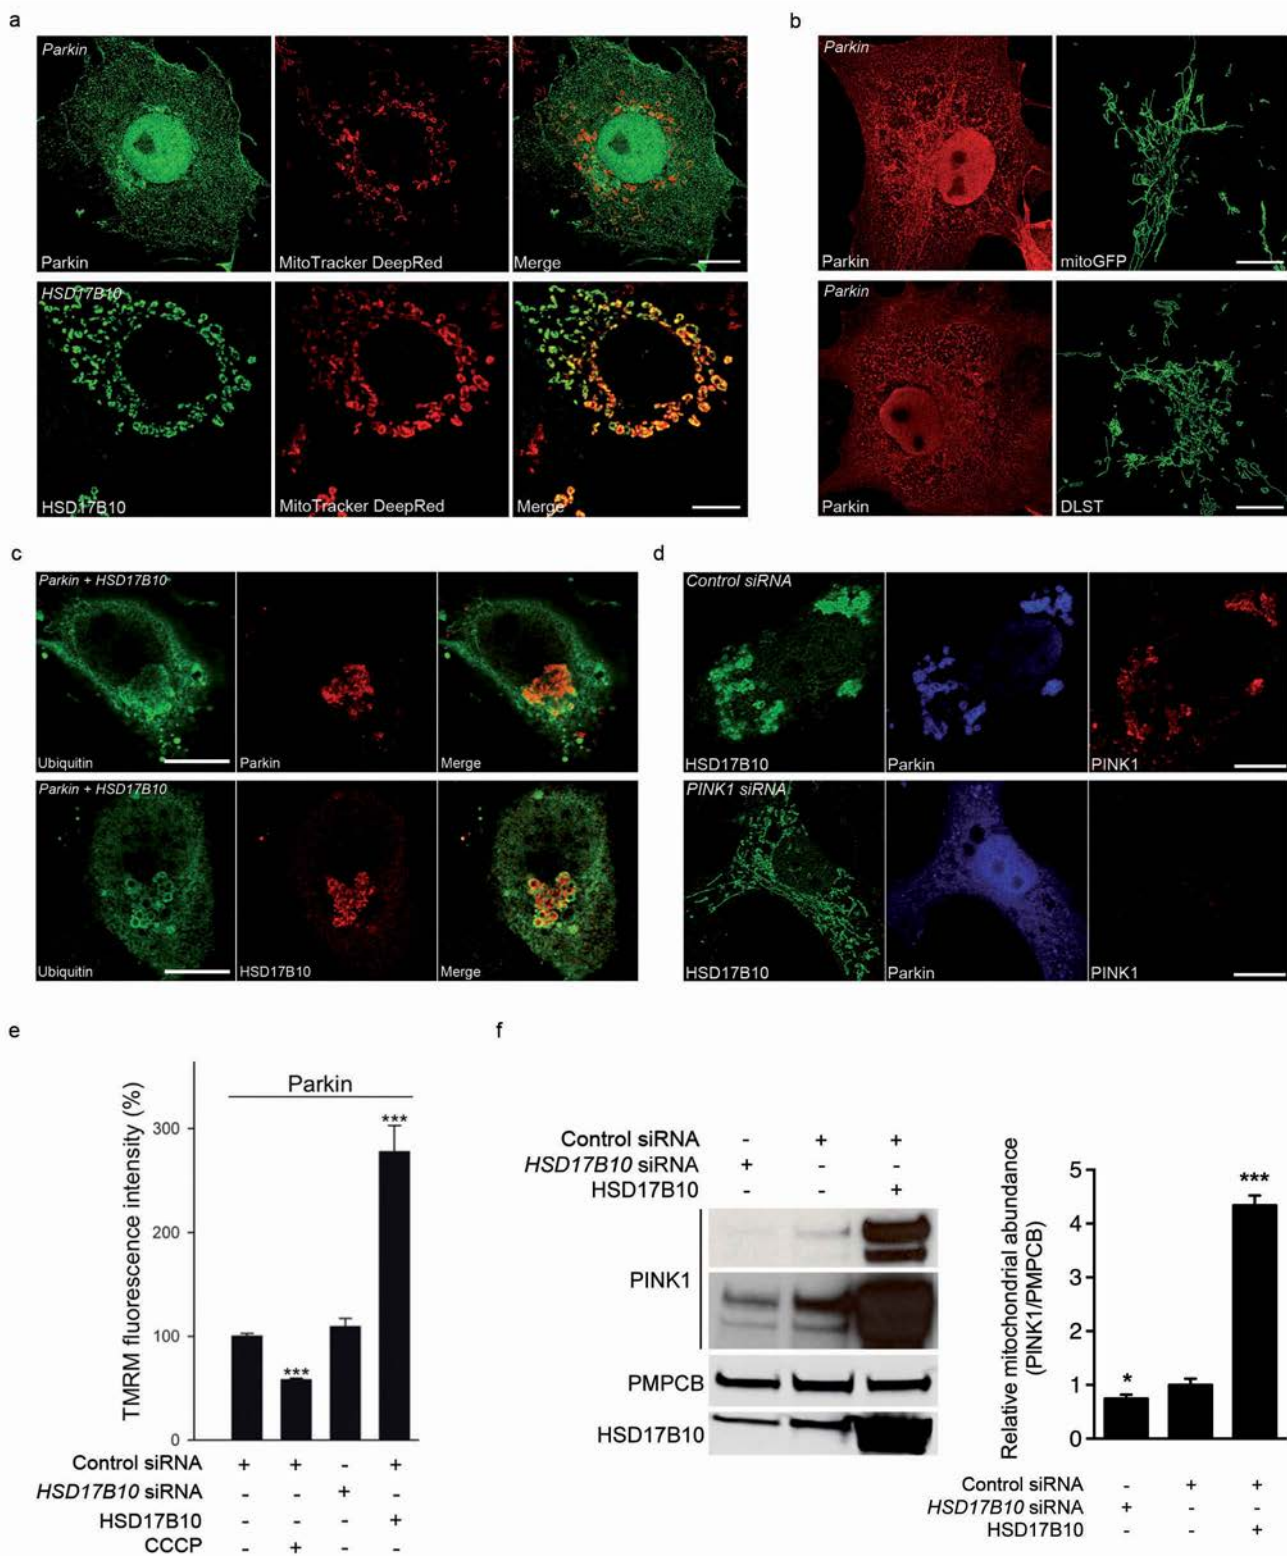 a
b
Parkin
Parkin
MitoTracker DeepRed
Merge
HSD17B10
HSD17B10
MitoTracker DeepRed
Merge
Parkin
Parkin
mitoGFP
Parkin
Parkin
DLST
c
d
Parkin + HSD17B10
Ubiquitin
Parkin
Merge
Parkin + HSD17B10
Ubiquitin
HSD17B10
Merge
Control siRNA
HSD17B10
Parkin
PINK1
PINK1 siRNA
HSD17B10
Parkin
PINK1
e
TMRM fluorescence intensity (%)
Parkin
300
200
100
0
***
***
Control siRNA + + - +
HSD17B10 siRNA - - + -
HSD17B10 - - - +
CCCP - + - -
f
Control siRNA - + +
HSD17B10 siRNA + - -
HSD17B10 - - +
PINK1
PMPCB
HSD17B10
Relative mitochondrial abundance
(PINK1/PMPCB)
5
4
3
2
1
0
*
***
Control siRNA - + +
HSD17B10 siRNA + - -
HSD17B10 - - +